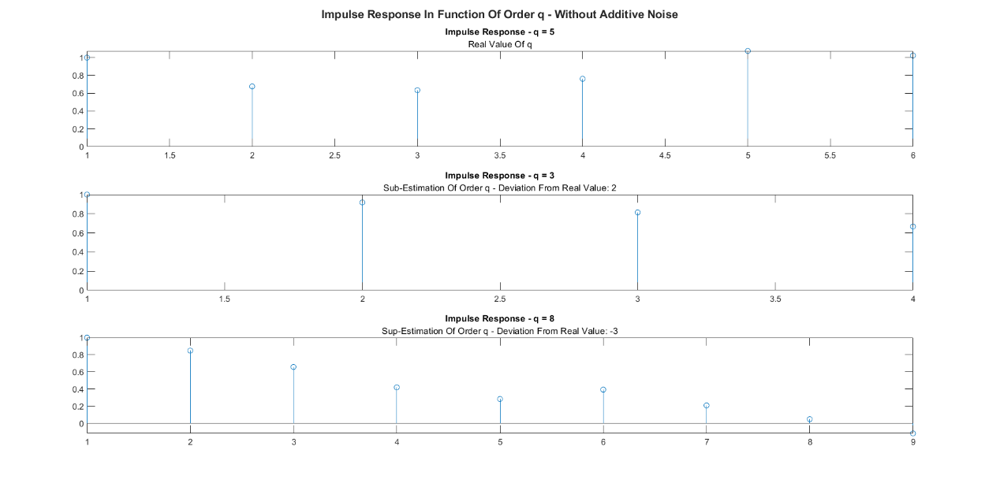 Impulse Response In Function Of Order q - Without Additive Noise
Impulse Response - q = 5
Real Value Of q
1
0.8
0.6
0.4
0.2
0
1 1.5 2 2.5 3 3.5 4 4.5 5 5.5 6
Impulse Response - q = 3
Sub-Estimation Of Order q - Deviation From Real Value: 2
1
0.8
0.6
0.4
0.2
0
1 1.5 2 2.5 3 3.5 4
Impulse Response - q = 8
Sup-Estimation Of Order q - Deviation From Real Value: -3
1
0.8
0.6
0.4
0.2
0
1 2 3 4 5 6 7 8 9